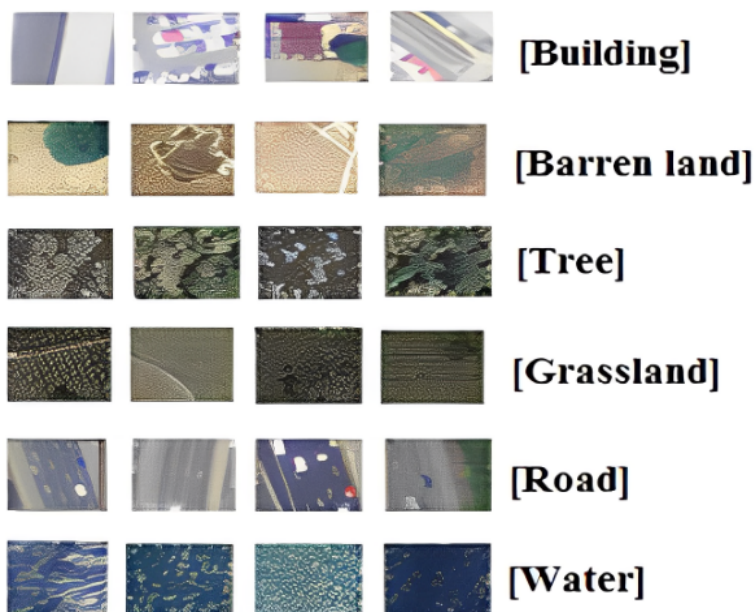 [Building]
[Barren land]
[Tree]
[Grassland]
[Road]
[Water]